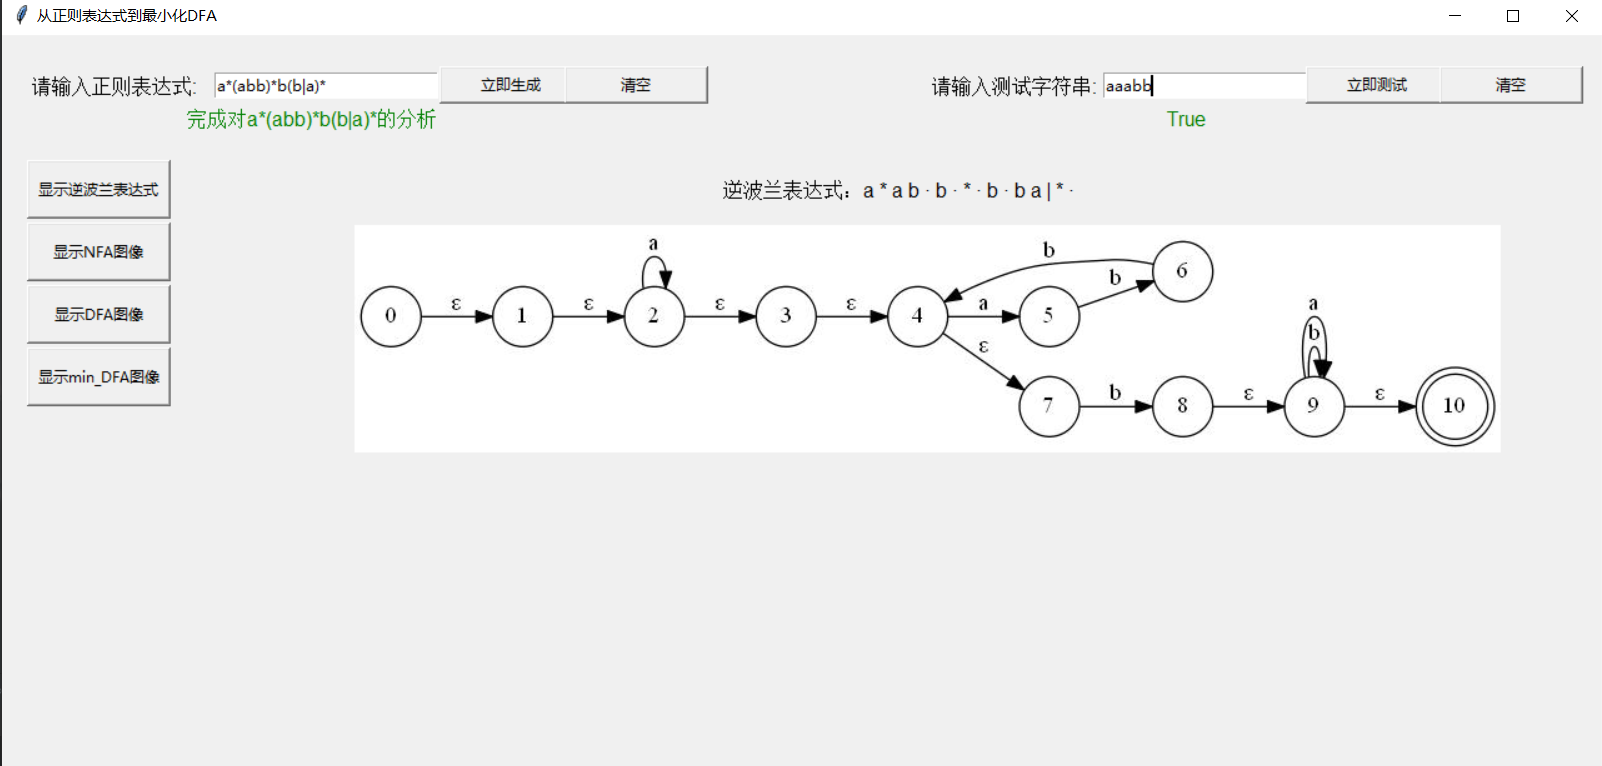 从正则表达式到最小化DFA
请输入正则表达式: a*(abb)*b(b|a)* 立即生成 清空 请输入测试字符串: aaabb 立即测试 清空
完成对a*(abb)*b(b|a)*的分析 True
显示逆波兰表达式
逆波兰表达式：a * a b · b · * · b · b a | * ·
显示NFA图像
显示DFA图像
显示min_DFA图像
a b
b 6
0 ε 1 ε 2 ε 3 ε 4 a 5
ε a
b
7 b 8 ε 9 ε 10